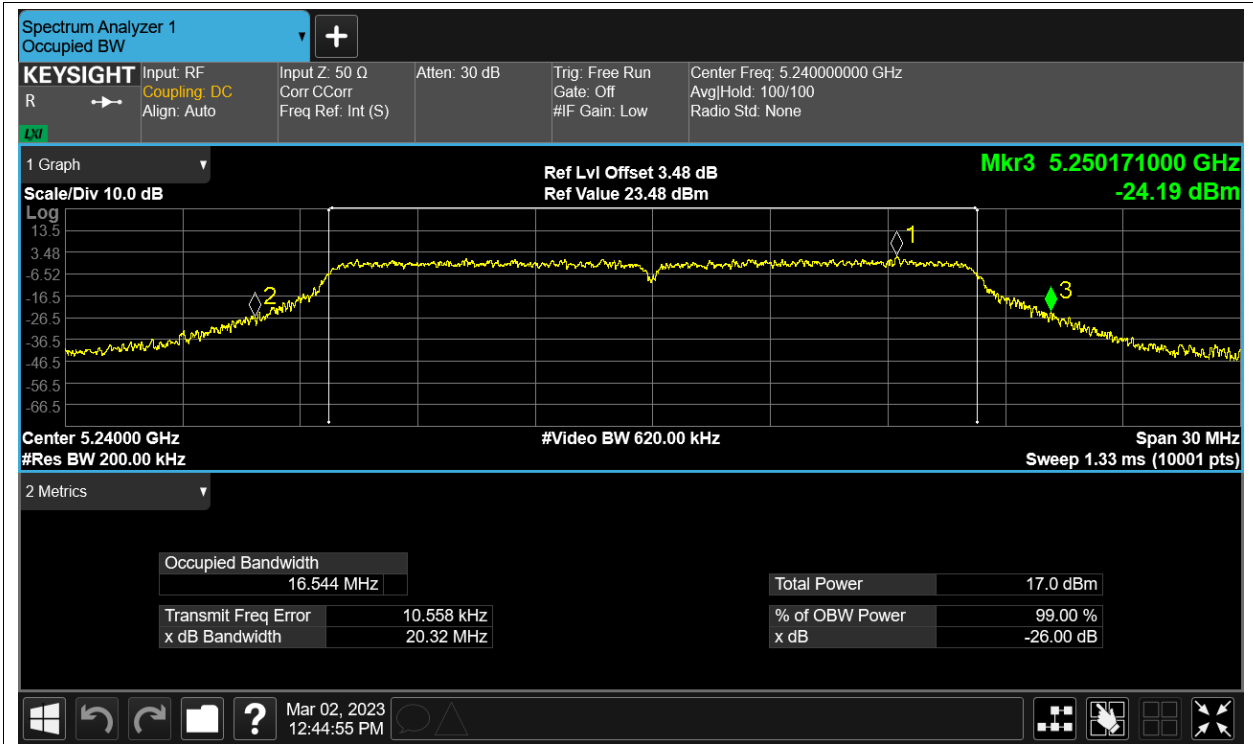 Spectrum Analyzer 1
Occupied BW
+
KEYSIGHT
R
LXI
Input: RF
Coupling: DC
Align: Auto
Input Z: 50 Ω
Corr CCorr
Freq Ref: Int (S)
Atten: 30 dB
Trig: Free Run
Gate: Off
#IF Gain: Low
Center Freq: 5.240000000 GHz
Avg|Hold: 100/100
Radio Std: None
1 Graph
Scale/Div 10.0 dB
Ref Lvl Offset 3.48 dB
Ref Value 23.48 dBm
Mkr3 5.250171000 GHz
-24.19 dBm
Log
13.5
3.48
-6.52
-16.5
-26.5
-36.5
-46.5
-56.5
-66.5
1
2
3
Center 5.24000 GHz
#Video BW 620.00 kHz
Span 30 MHz
#Res BW 200.00 kHz
Sweep 1.33 ms (10001 pts)
2 Metrics
Occupied Bandwidth
16.544 MHz
Total Power 17.0 dBm
Transmit Freq Error 10.558 kHz
% of OBW Power 99.00 %
x dB Bandwidth 20.32 MHz
x dB -26.00 dB
?
Mar 02, 2023
12:44:55 PM